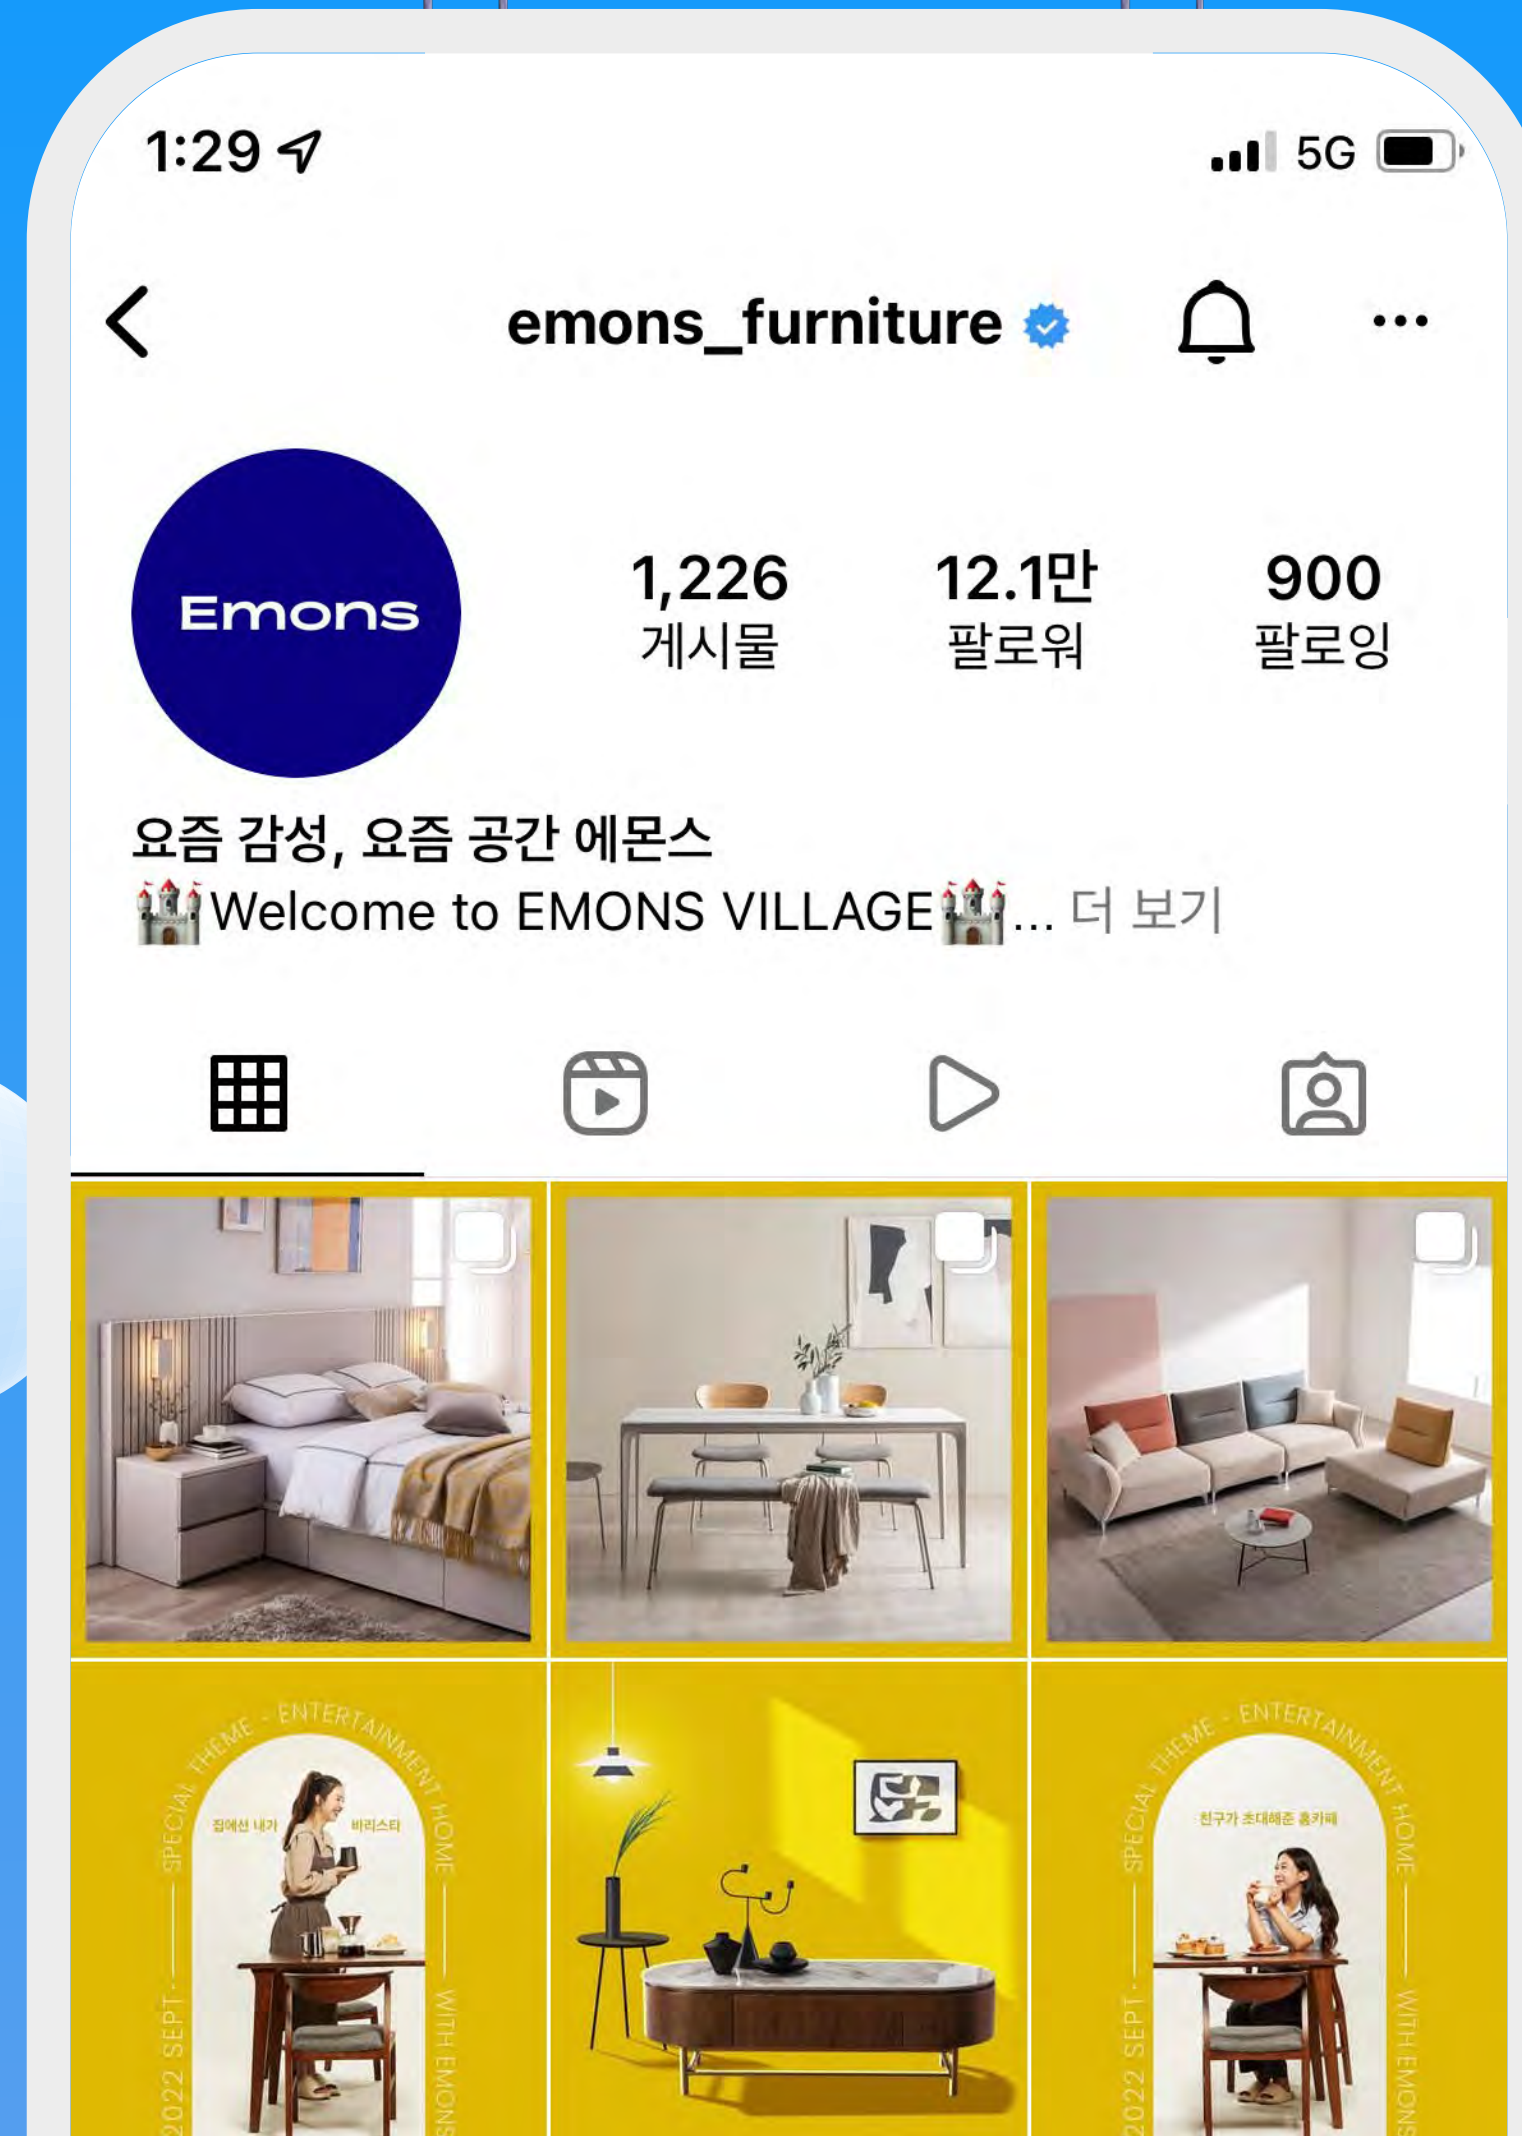 1:29
5G
emons_furniture
Emons
1,226
게시물
12.1만
팔로워
900
팔로잉
요즘 감성, 요즘 공간 에몬스
🏰Welcome to EMONS VILLAGE🏰... 더 보기
2022 SEPT. SPECIAL THEME - ENTERTAINMENT HOME WITH EMONS
집에선 내가 바리스타
2022 SEPT. SPECIAL THEME - ENTERTAINMENT HOME WITH EMONS
친구가 초대해준 홈카페